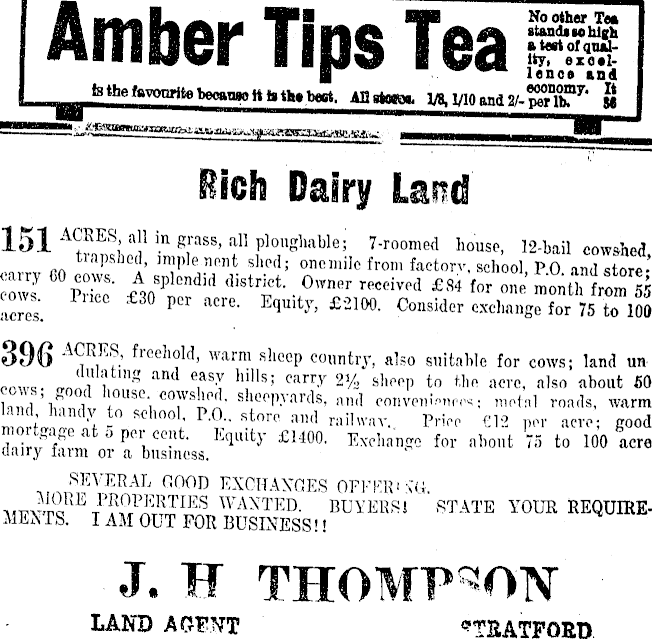 Amber Tips Tea
No other Tea
stands so high
a test of qual-
ity, excel-
lence and
economy. It
is the favourite because it is the best. All stores. 1/8, 1/10 and 2/- per lb. 56
Rich Dairy Land
151 ACRES, all in grass, all ploughable; 7-roomed house, 12-bail cowshed,
trapshed, implement shed; one mile from factory, school, P.O. and store;
carry 60 cows. A splendid district. Owner received £84 for one month from 55
cows. Price £30 per acre. Equity, £2100. Consider exchange for 75 to 100
acres.
396 ACRES, freehold, warm sheep country, also suitable for cows; land un
dulating and easy hills; carry 2½ sheep to the acre, also about 50
cows; good house, cowshed, sheepyards, and conveniences; metal roads, warm
land, handy to school, P.O., store and railway. Price £12 per acre; good
mortgage at 5 per cent. Equity £1400. Exchange for about 75 to 100 acre
dairy farm or a business.
SEVERAL GOOD EXCHANGES OFFERING.
MORE PROPERTIES WANTED. BUYERS! STATE YOUR REQUIRE-
MENTS. I AM OUT FOR BUSINESS!!
J. H THOMPSON
LAND AGENT STRATFORD